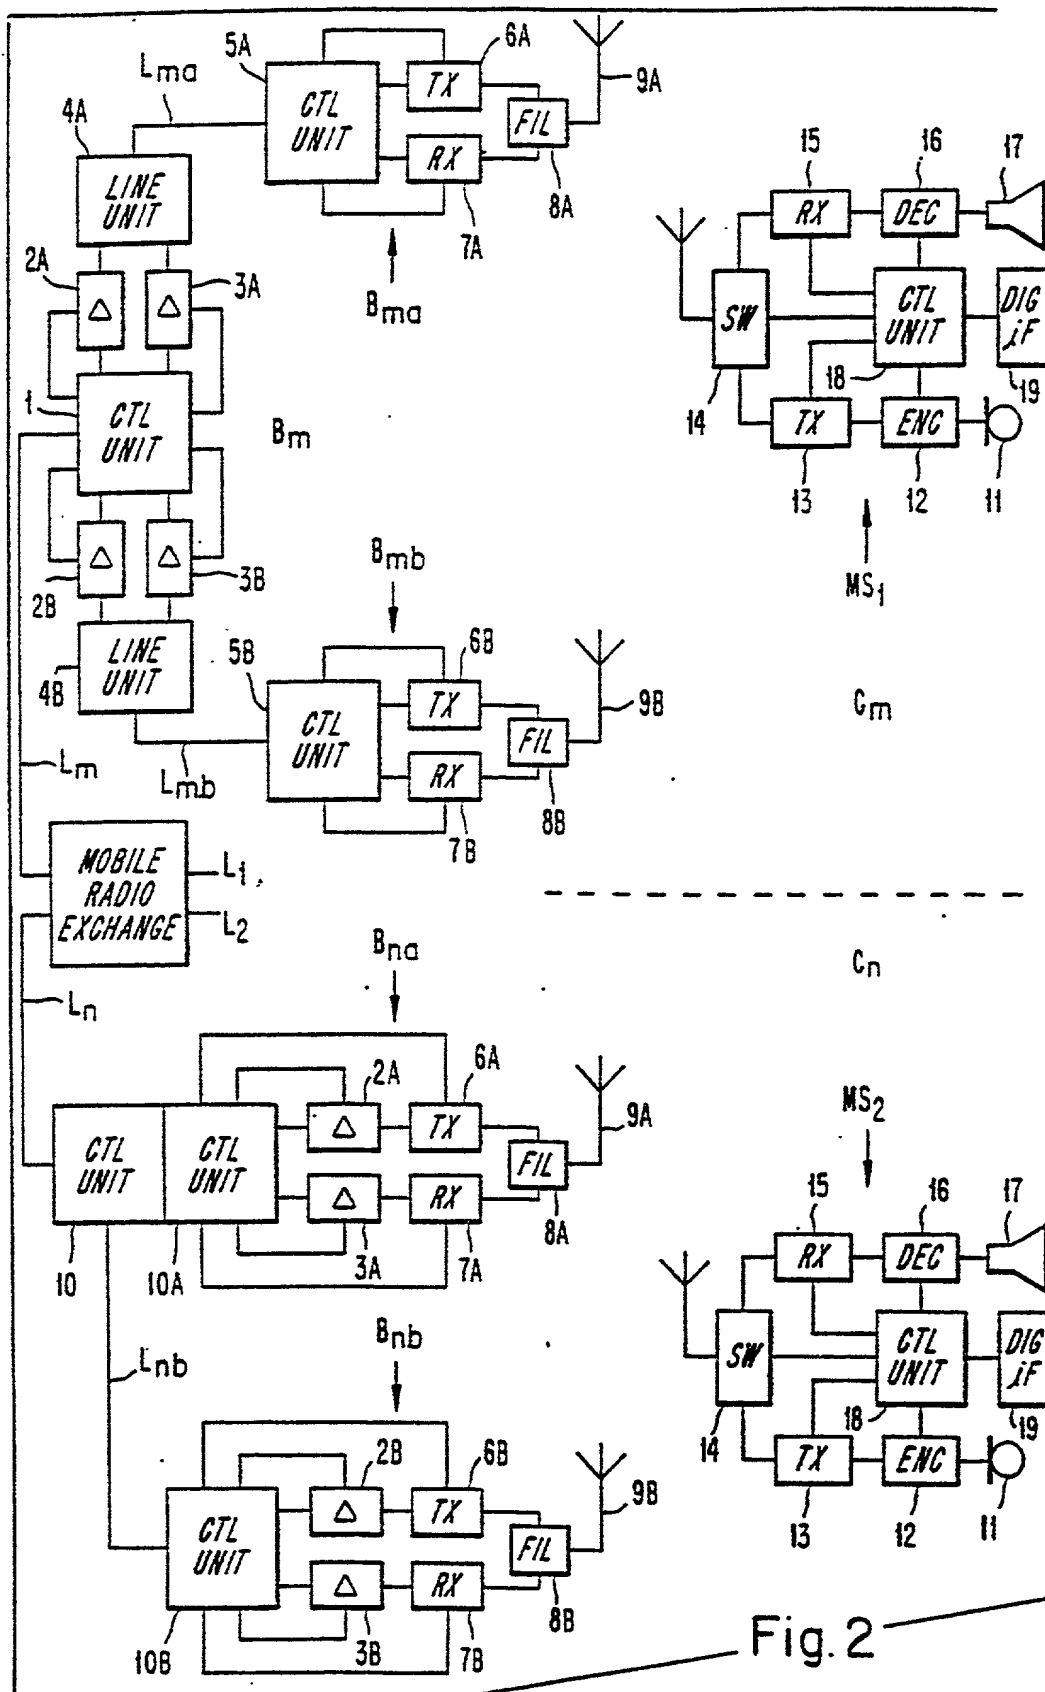 5A
6A
9A
Lma
TX
CTL
UNIT
FIL
RX
8A
7A
4A
LINE
UNIT
Bma
2A
3A
1
CTL
UNIT
Bm
2B
3B
LINE
UNIT
4B
Lm
Lmb
Bmb
5B
6B
9B
TX
CTL
UNIT
FIL
RX
8B
7B
15
16
17
RX
DEC
SW
CTL
UNIT
DIG
iF
18
19
14
TX
ENC
13
12
11
MS1
Cm
MOBILE
RADIO
EXCHANGE
L1
L2
Ln
Cn
Bna
2A
6A
9A
CTL
UNIT
CTL
UNIT
TX
FIL
RX
8A
10
10A
3A
7A
Lnb
Bnb
2B
6B
9B
CTL
UNIT
TX
FIL
RX
8B
10B
3B
7B
MS2
15
16
17
RX
DEC
SW
CTL
UNIT
DIG
iF
18
19
14
TX
ENC
13
12
11
Fig. 2